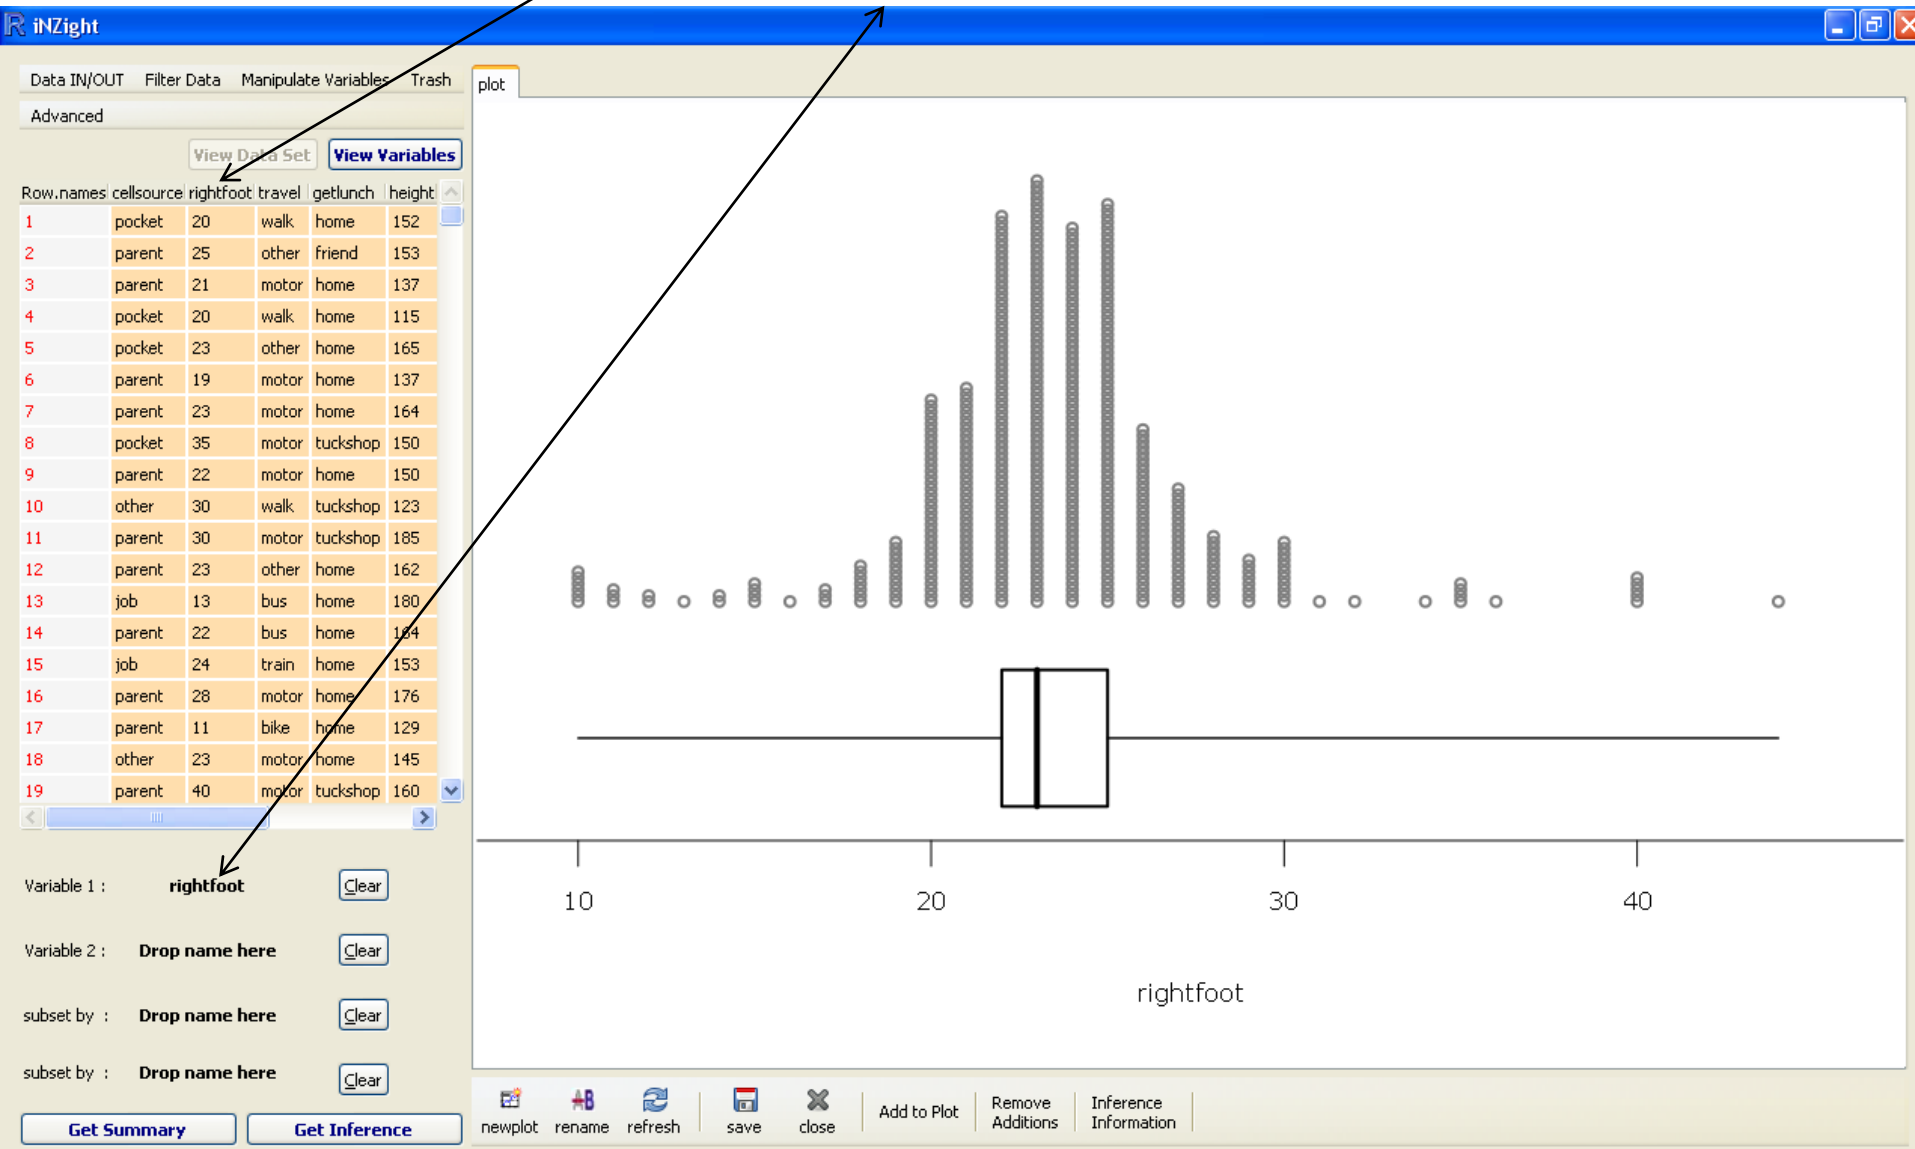 iNZight
Data IN/OUT Filter Data Manipulate Variables Trash
Advanced
View Data Set View Variables
Row.names cellsource rightfoot travel getlunch height
1 pocket 20 walk home 152
2 parent 25 other friend 153
3 parent 21 motor home 137
4 pocket 20 walk home 115
5 pocket 23 other home 165
6 parent 19 motor home 137
7 parent 23 motor home 164
8 pocket 35 motor tuckshop 150
9 parent 22 motor home 150
10 other 30 walk tuckshop 123
11 parent 30 motor tuckshop 185
12 parent 23 other home 162
13 job 13 bus home 180
14 parent 22 bus home 164
15 job 24 train home 153
16 parent 28 motor home 176
17 parent 11 bike home 129
18 other 23 motor home 145
19 parent 40 motor tuckshop 160
Variable 1 : rightfoot Clear
Variable 2 : Drop name here Clear
subset by : Drop name here Clear
subset by : Drop name here Clear
Get Summary Get Inference
plot
10 20 30 40
rightfoot
newplot rename refresh save close Add to Plot Remove Additions Inference Information